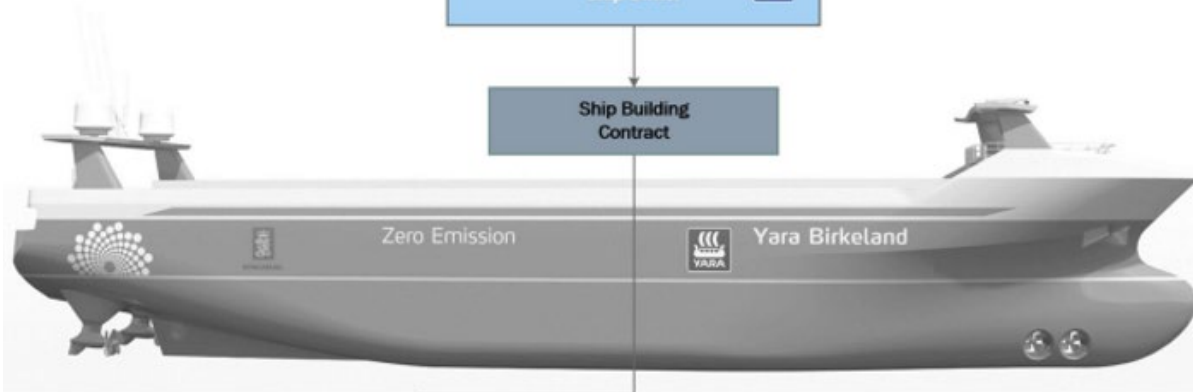 Ship Building
Contract
Zero Emission
YARA
Yara Birkeland